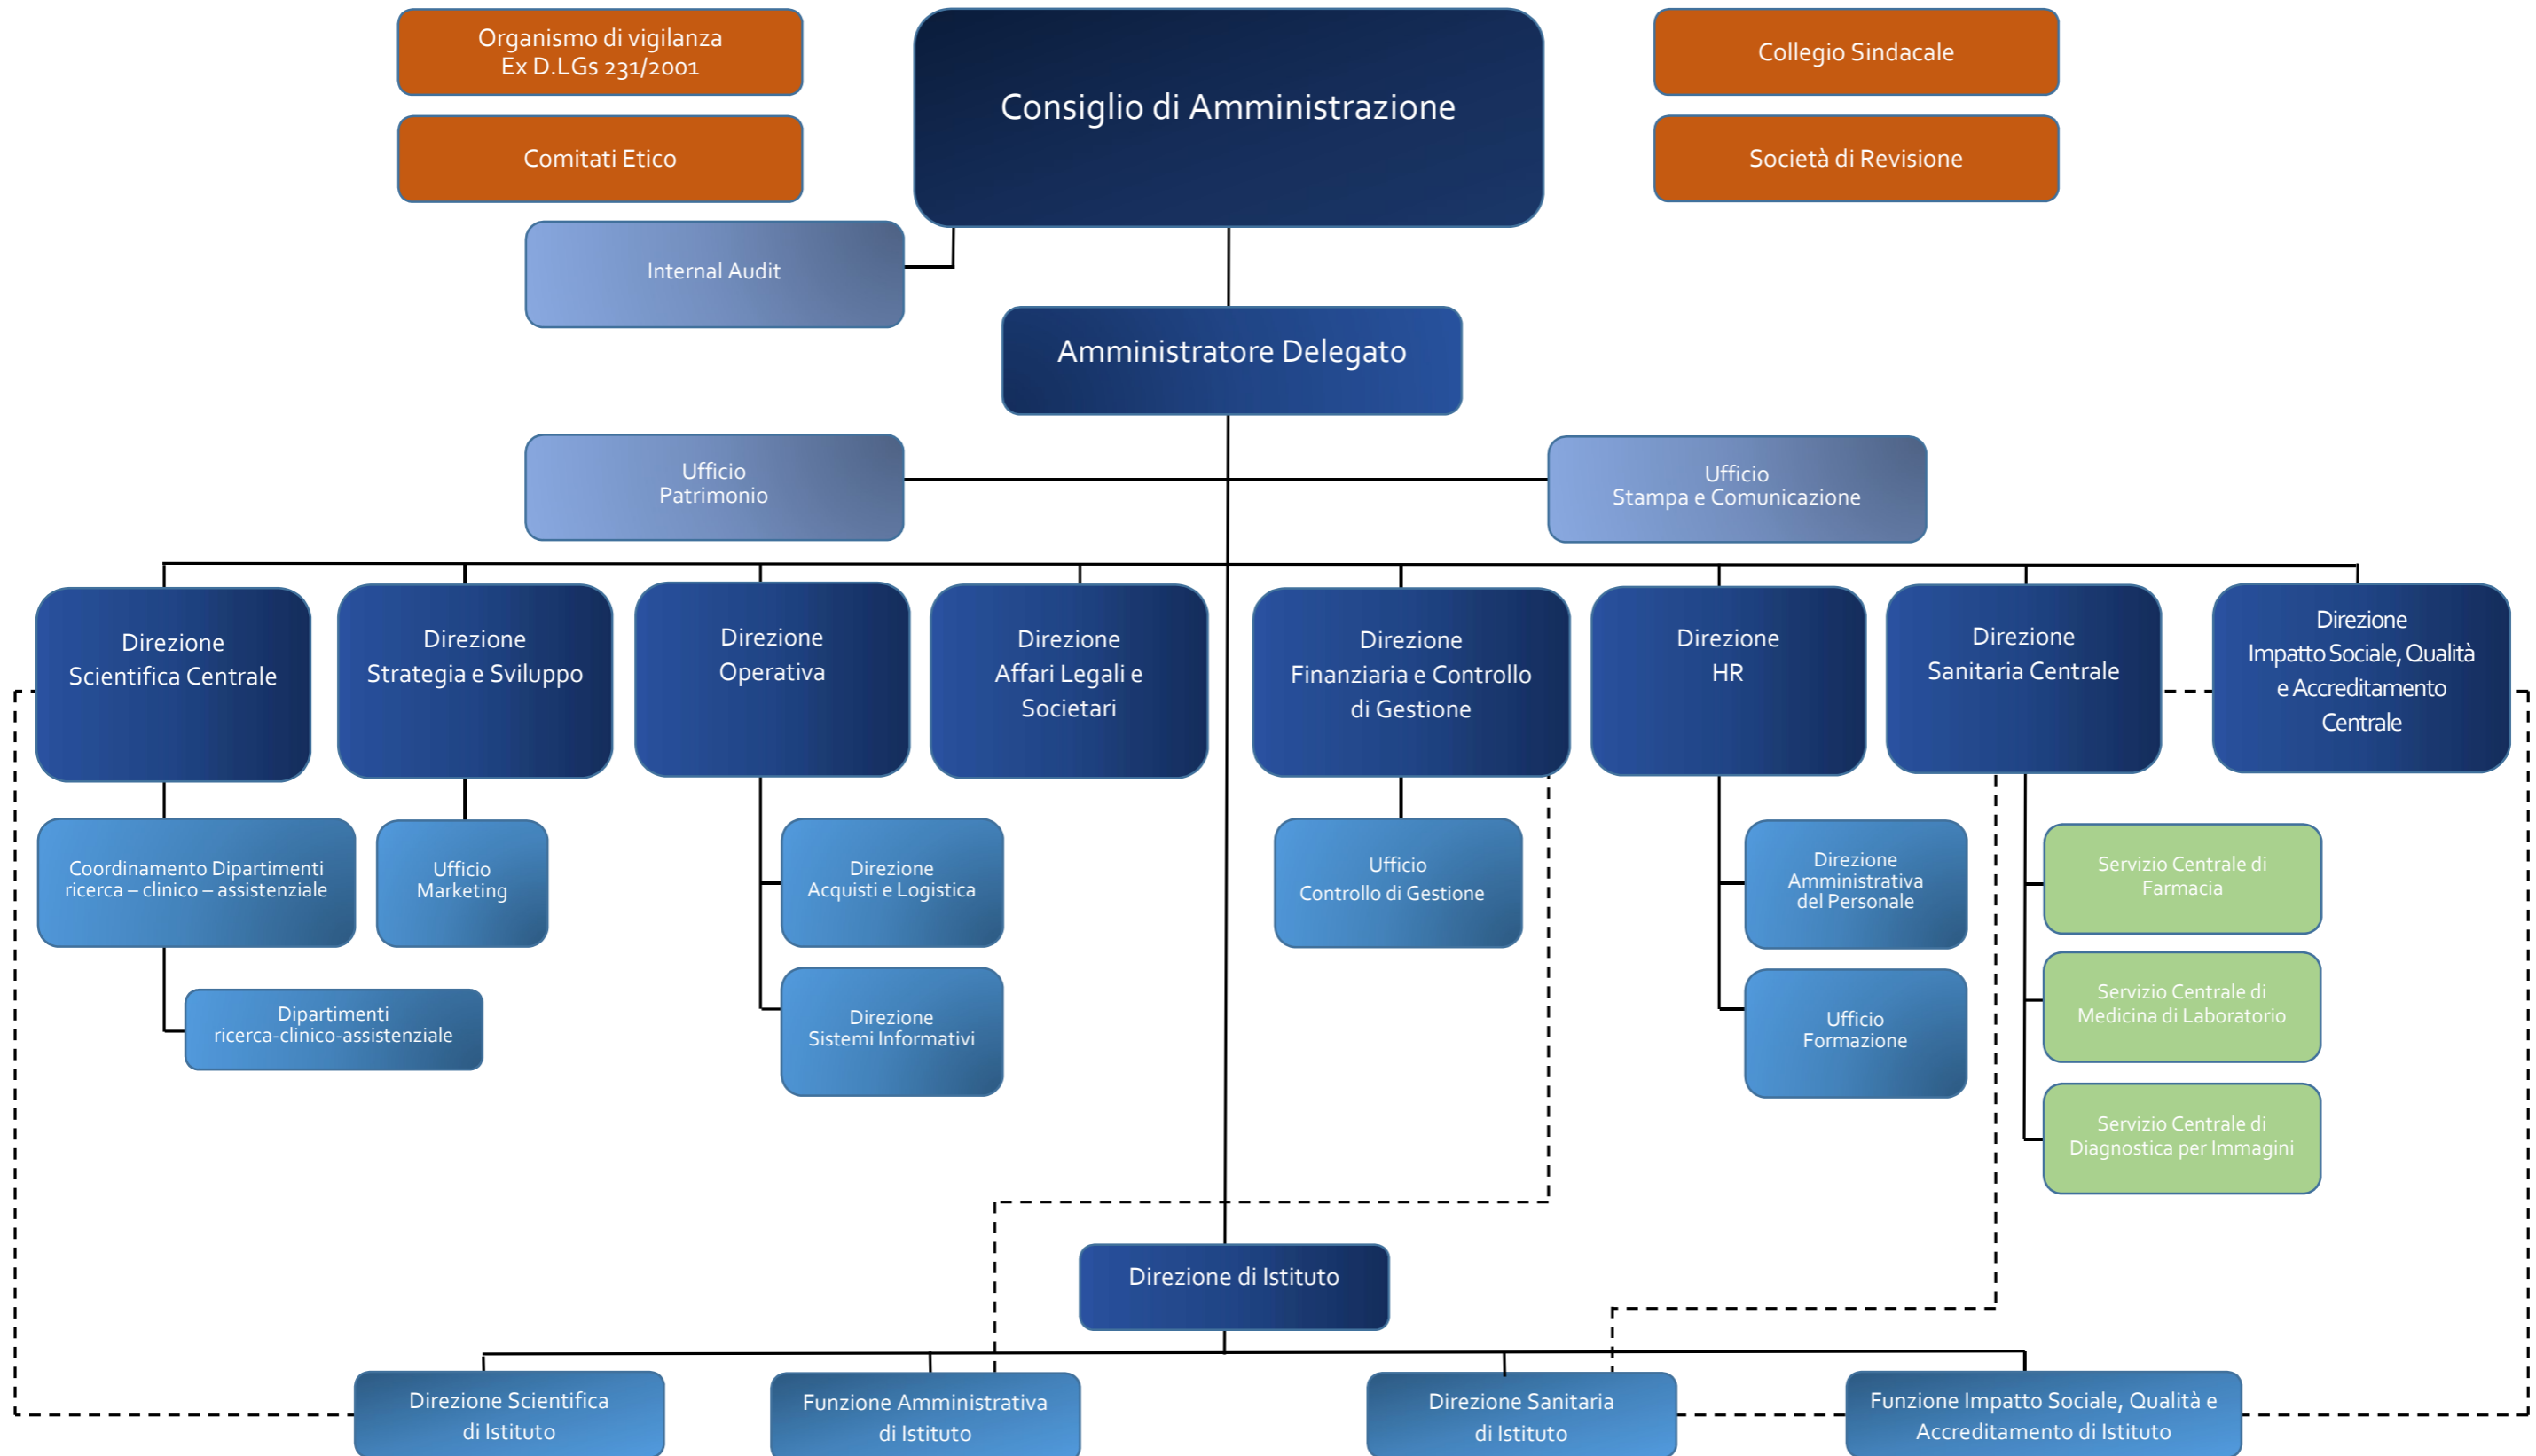 Organismo di vigilanza
Ex D.LGs 231/2001
Comitati Etico
Consiglio di Amministrazione
Collegio Sindacale
Società di Revisione
Internal Audit
Amministratore Delegato
Ufficio
Patrimonio
Ufficio
Stampa e Comunicazione
Direzione
Scientifica Centrale
Direzione
Strategia e Sviluppo
Direzione
Operativa
Direzione
Affari Legali e
Societari
Direzione
Finanziaria e Controllo
di Gestione
Direzione
HR
Direzione
Sanitaria Centrale
Direzione
Impatto Sociale, Qualità
e Accreditamento
Centrale
Coordinamento Dipartimenti
ricerca – clinico – assistenziale
Ufficio
Marketing
Direzione
Acquisti e Logistica
Ufficio
Controllo di Gestione
Direzione
Amministrativa
del Personale
Servizio Centrale di
Farmacia
Dipartimenti
ricerca-clinico-assistenziale
Direzione
Sistemi Informativi
Ufficio
Formazione
Servizio Centrale di
Medicina di Laboratorio
Servizio Centrale di
Diagnostica per Immagini
Direzione di Istituto
Direzione Scientifica
di Istituto
Funzione Amministrativa
di Istituto
Direzione Sanitaria
di Istituto
Funzione Impatto Sociale, Qualità e
Accreditamento di Istituto